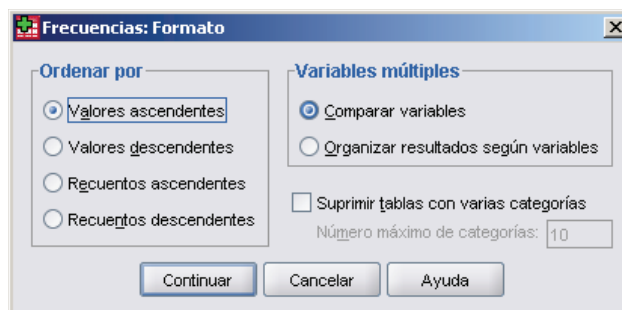 Frecuencias: Formato
Ordenar por
Valores ascendentes
Valores descendentes
Recuentos ascendentes
Recuentos descendentes
Variables múltiples
Comparar variables
Organizar resultados según variables
Suprimir tablas con varias categorías
Número máximo de categorías: 10
Continuar
Cancelar
Ayuda